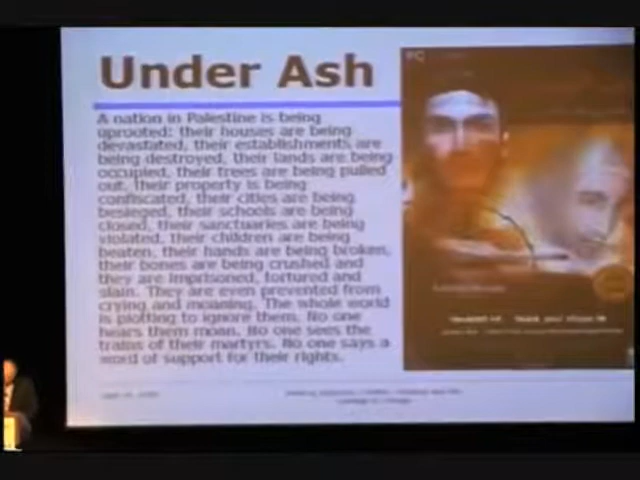 Under Ash
A nation in Palestine is being
uprooted: their houses are being
devastated, their establishments are
being destroyed, their lands are being
occupied, their trees are being pulled
out, their property is being
confiscated, their cities are being
besieged, their schools are being
closed, their sanctuaries are being
violated, their children are being
beaten, their hands are being broken,
their bones are being crushed and
they are imprisoned, tortured and
slain. They are even prevented from
crying and moaning. The whole world
is plotting to ignore them. No one
hears them moan. No one sees the
trains of their martyrs. No one says a
word of support for their rights.
PC